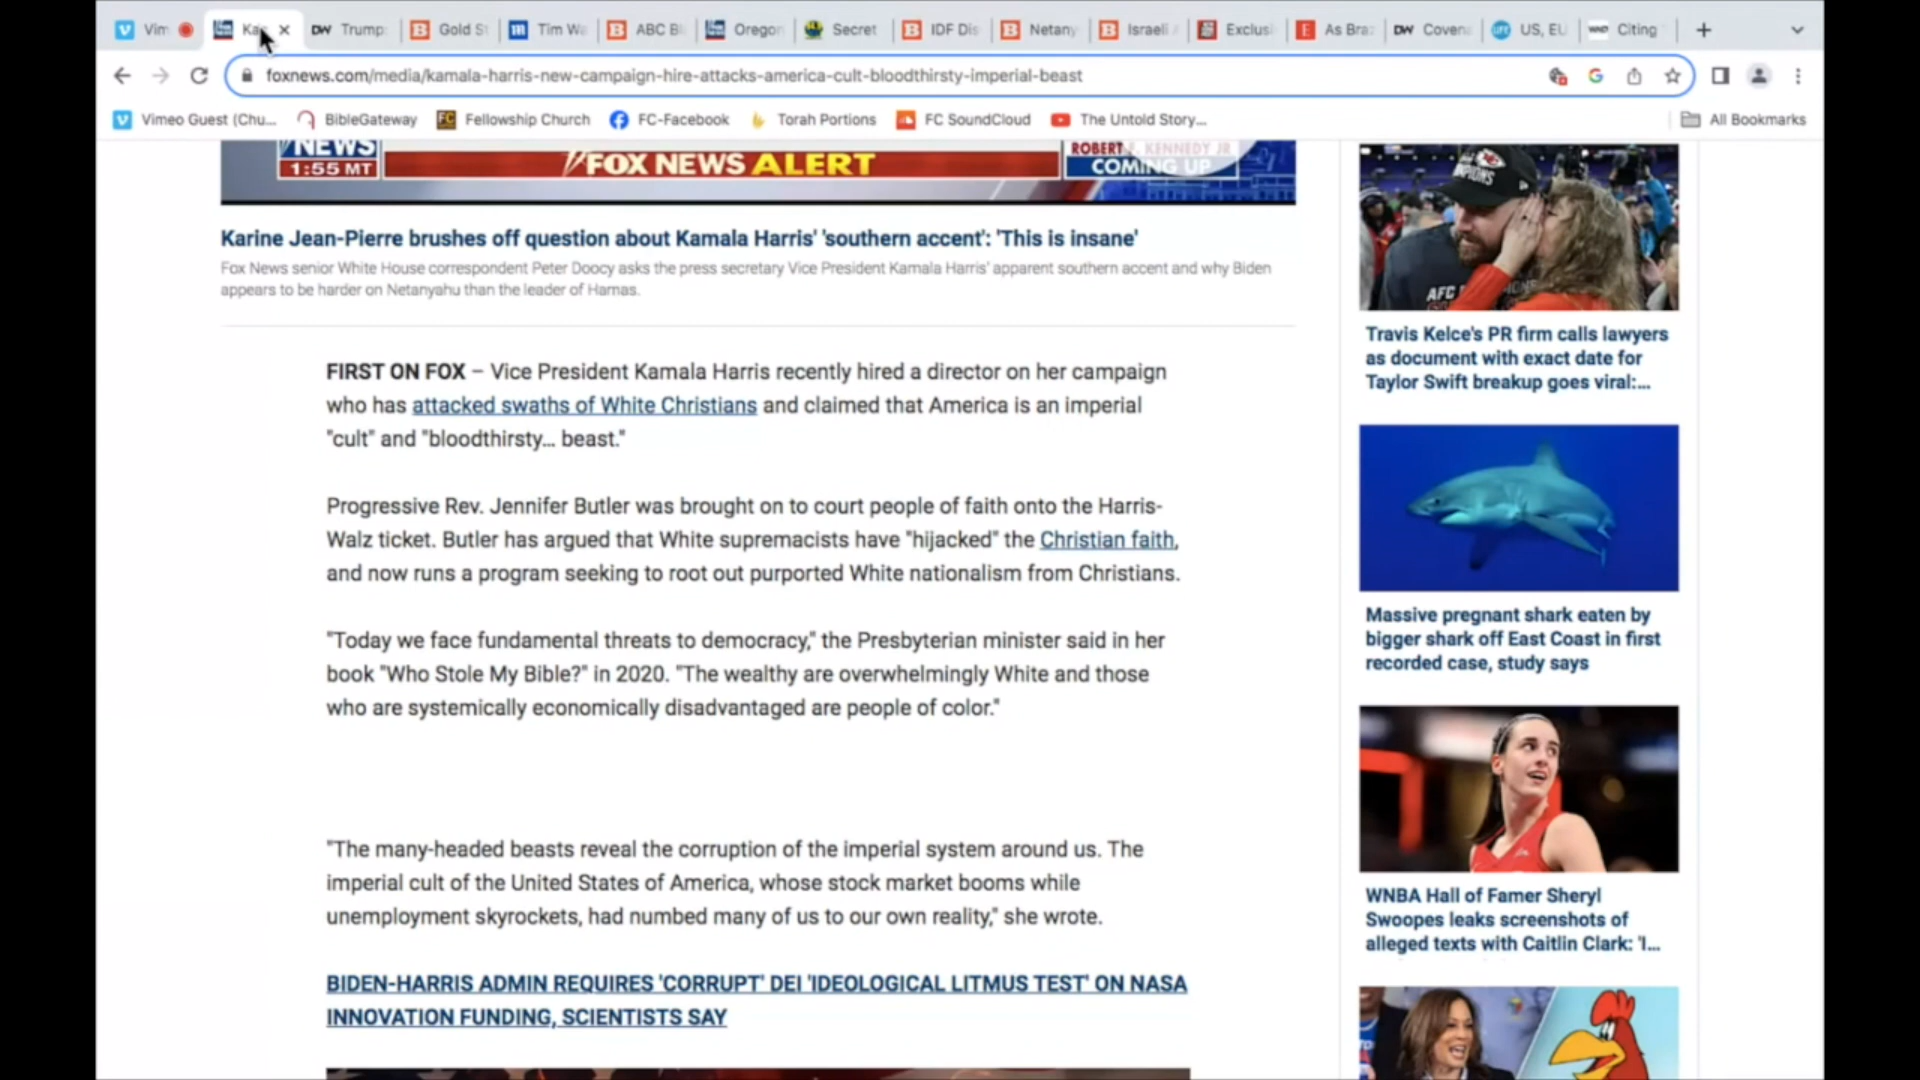 Vim
Ka
Trump
Gold St
Tim Wa
ABC B
Oregon
Secret
IDF Dis
Netany
Israeli
Exclusi
As Braz
Covena
US, EU
Citing
foxnews.com/media/kamala-harris-new-campaign-hire-attacks-america-cult-bloodthirsty-imperial-beast
Vimeo Guest (Chu...
BibleGateway
Fellowship Church
FC-Facebook
Torah Portions
FC SoundCloud
The Untold Story...
All Bookmarks
NEWS
1:55 MT
FOX NEWS ALERT
ROBERT F. KENNEDY JR
COMING UP
Karine Jean-Pierre brushes off question about Kamala Harris' 'southern accent': 'This is insane'
Fox News senior White House correspondent Peter Doocy asks the press secretary Vice President Kamala Harris' apparent southern accent and why Biden
appears to be harder on Netanyahu than the leader of Hamas.
FIRST ON FOX – Vice President Kamala Harris recently hired a director on her campaign
who has attacked swaths of White Christians and claimed that America is an imperial
"cult" and "bloodthirsty... beast."
Progressive Rev. Jennifer Butler was brought on to court people of faith onto the Harris-
Walz ticket. Butler has argued that White supremacists have "hijacked" the Christian faith,
and now runs a program seeking to root out purported White nationalism from Christians.
"Today we face fundamental threats to democracy," the Presbyterian minister said in her
book "Who Stole My Bible?" in 2020. "The wealthy are overwhelmingly White and those
who are systemically economically disadvantaged are people of color."
"The many-headed beasts reveal the corruption of the imperial system around us. The
imperial cult of the United States of America, whose stock market booms while
unemployment skyrockets, had numbed many of us to our own reality," she wrote.
BIDEN-HARRIS ADMIN REQUIRES 'CORRUPT' DEI 'IDEOLOGICAL LITMUS TEST' ON NASA
INNOVATION FUNDING, SCIENTISTS SAY
Travis Kelce's PR firm calls lawyers
as document with exact date for
Taylor Swift breakup goes viral:...
Massive pregnant shark eaten by
bigger shark off East Coast in first
recorded case, study says
WNBA Hall of Famer Sheryl
Swoopes leaks screenshots of
alleged texts with Caitlin Clark: 'I...